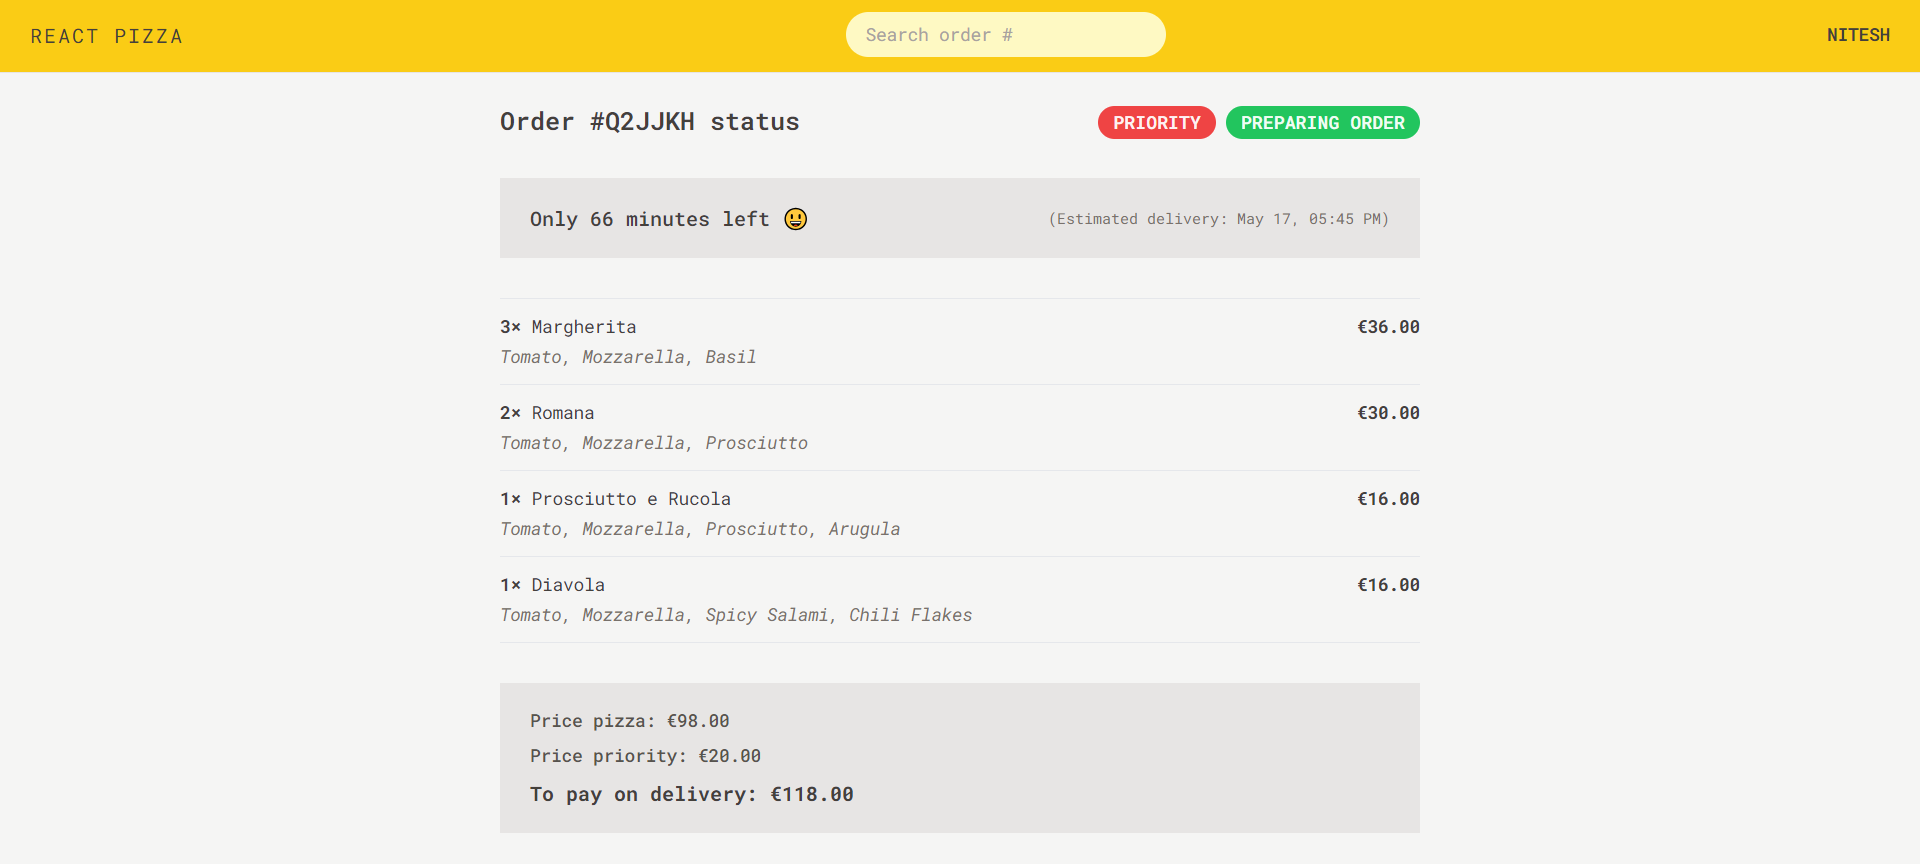 REACT PIZZA
Search order #
NITESH
Order #Q2JJKH status
PRIORITY
PREPARING ORDER
Only 66 minutes left 😃
(Estimated delivery: May 17, 05:45 PM)
3× Margherita €36.00
Tomato, Mozzarella, Basil
2× Romana €30.00
Tomato, Mozzarella, Prosciutto
1× Prosciutto e Rucola €16.00
Tomato, Mozzarella, Prosciutto, Arugula
1× Diavola €16.00
Tomato, Mozzarella, Spicy Salami, Chili Flakes
Price pizza: €98.00
Price priority: €20.00
To pay on delivery: €118.00